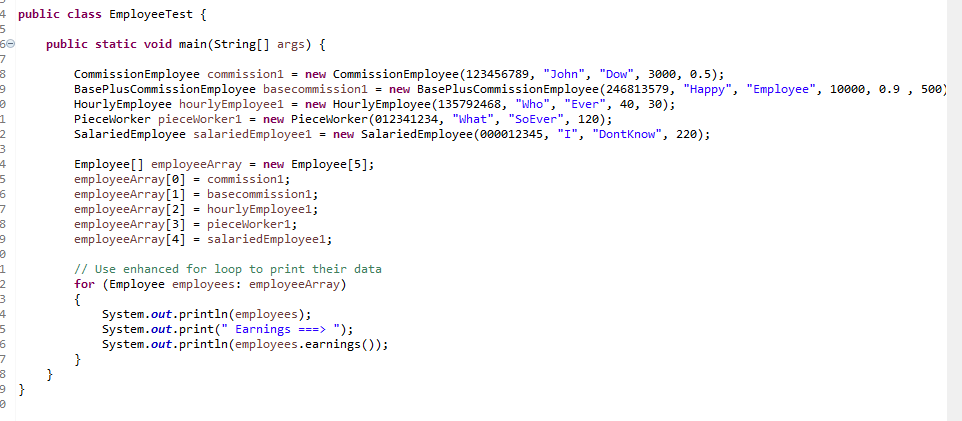 4 public class EmployeeTest {
5
6 public static void main(String[] args) {
7
8 CommissionEmployee commission1 = new CommissionEmployee(123456789, "John", "Dow", 3000, 0.5);
9 BasePlusCommissionEmployee basecommission1 = new BasePlusCommissionEmployee(246813579, "Happy", "Employee", 10000, 0.9 , 500)
0 HourlyEmployee hourlyEmployee1 = new HourlyEmployee(135792468, "Who", "Ever", 40, 30);
1 PieceWorker pieceWorker1 = new PieceWorker(012341234, "What", "SoEver", 120);
2 SalariedEmployee salariedEmployee1 = new SalariedEmployee(000012345, "I", "DontKnow", 220);
3
4 Employee[] employeeArray = new Employee[5];
5 employeeArray[0] = commission1;
6 employeeArray[1] = basecommission1;
7 employeeArray[2] = hourlyEmployee1;
8 employeeArray[3] = pieceWorker1;
9 employeeArray[4] = salariedEmployee1;
0
1 // Use enhanced for loop to print their data
2 for (Employee employees: employeeArray)
3 {
4 System.out.println(employees);
5 System.out.print(" Earnings ===> ");
6 System.out.println(employees.earnings());
7 }
8 }
9 }
0